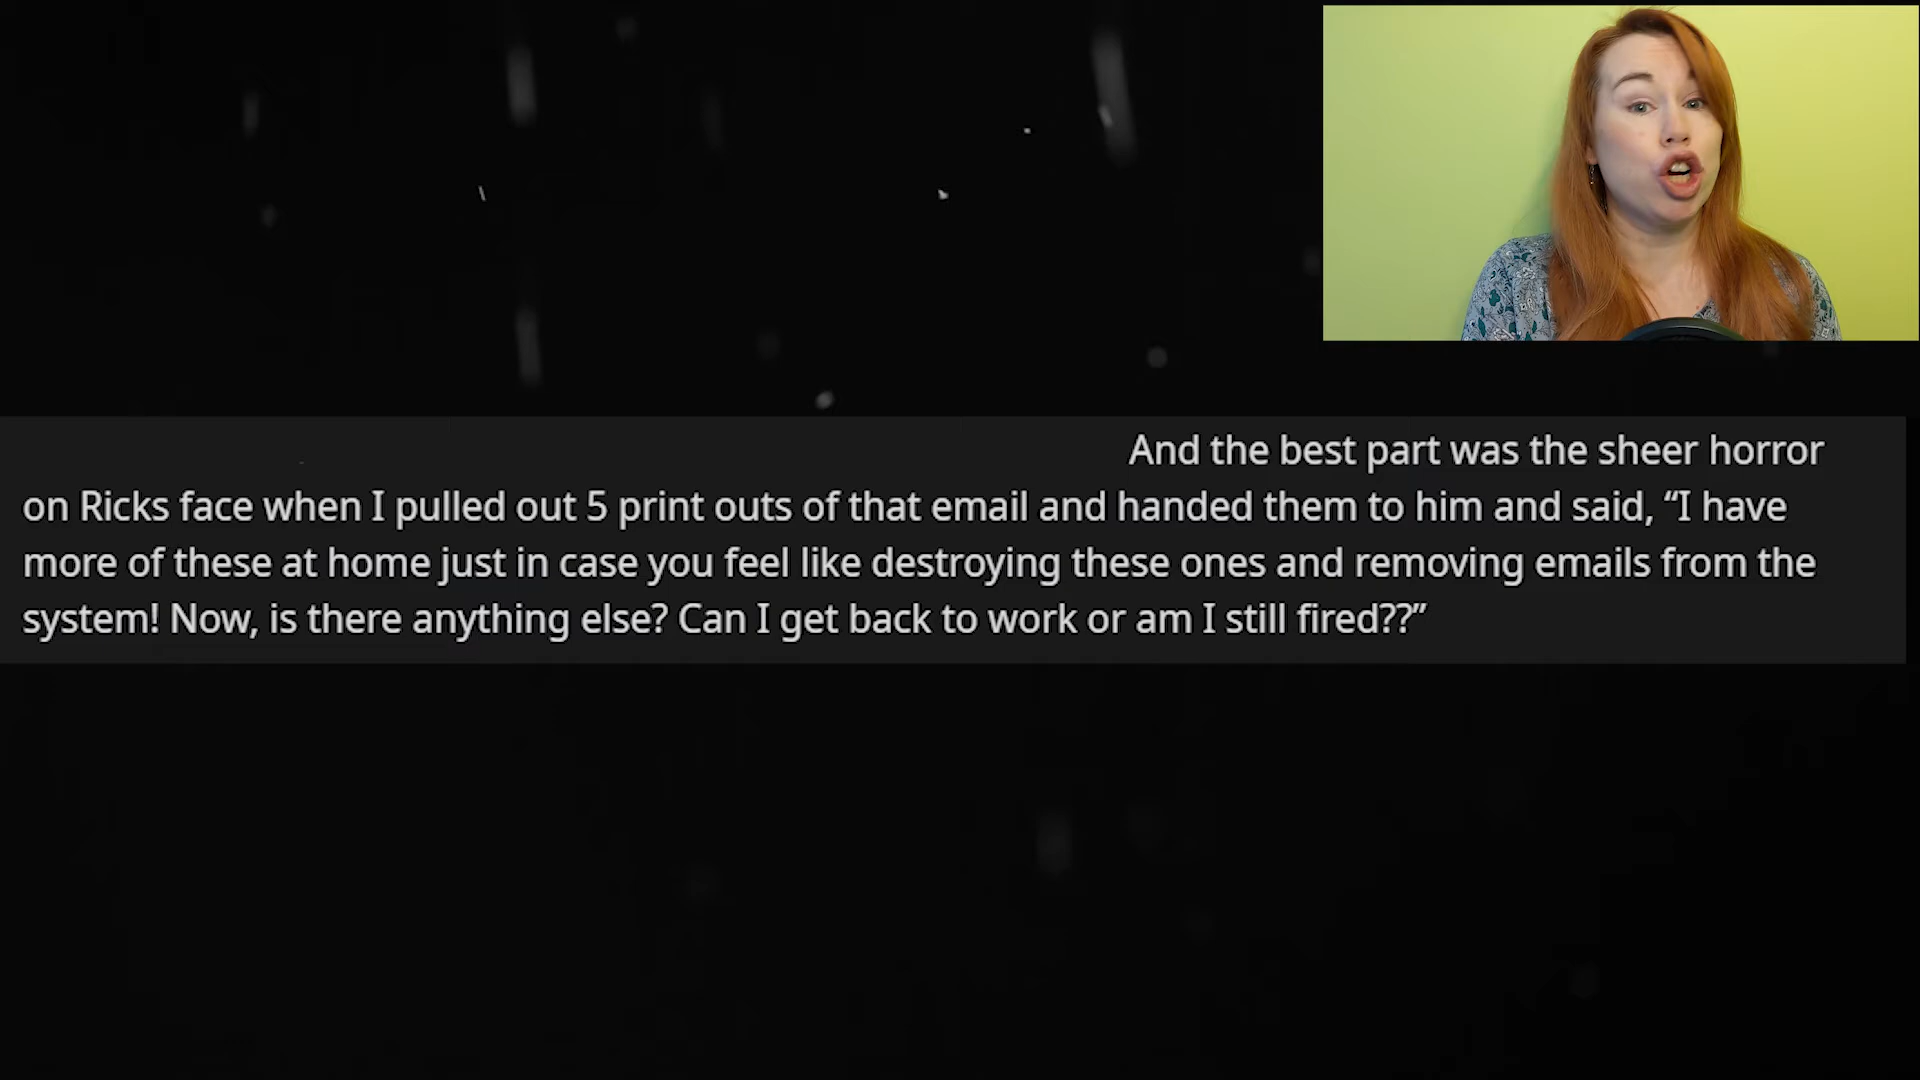 And the best part was the sheer horror
on Ricks face when I pulled out 5 print outs of that email and handed them to him and said, “I have
more of these at home just in case you feel like destroying these ones and removing emails from the
system! Now, is there anything else? Can I get back to work or am I still fired??”